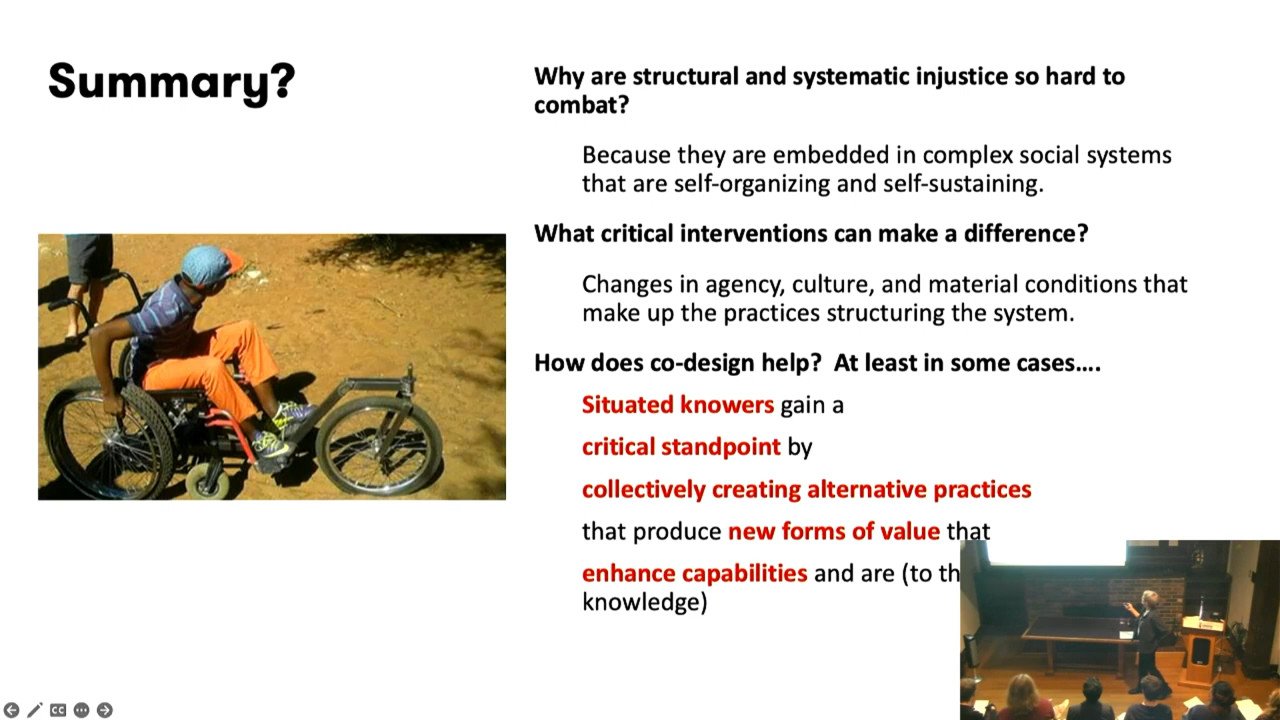 Summary?
Why are structural and systematic injustice so hard to
combat?
Because they are embedded in complex social systems
that are self-organizing and self-sustaining.
What critical interventions can make a difference?
Changes in agency, culture, and material conditions that
make up the practices structuring the system.
How does co-design help?  At least in some cases....
Situated knowers gain a
critical standpoint by
collectively creating alternative practices
that produce new forms of value that
enhance capabilities and are (to th
knowledge)
CC